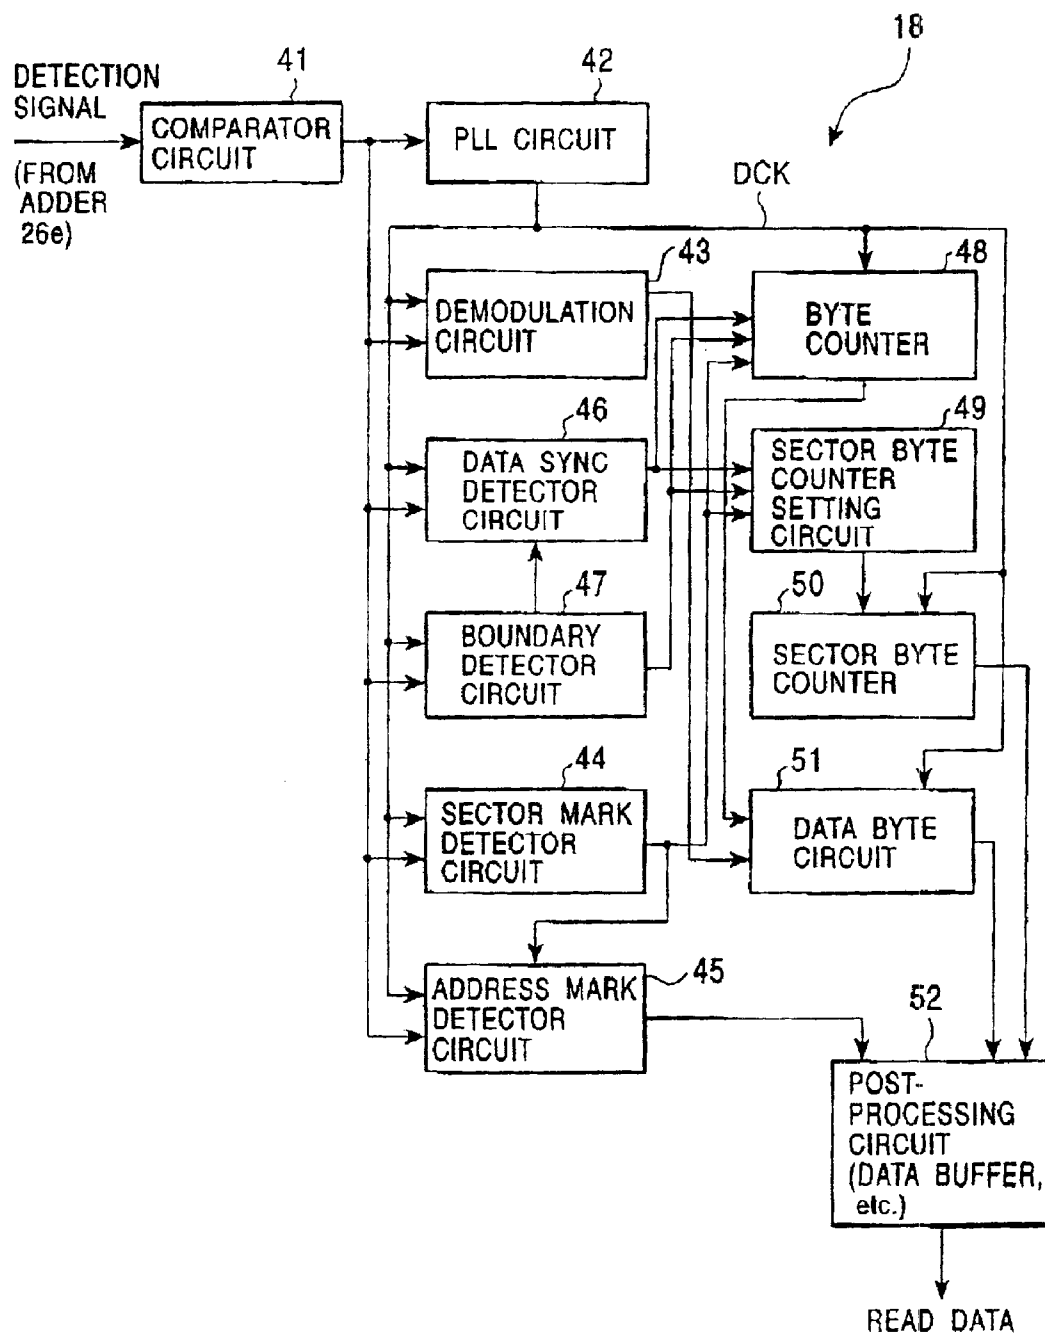 18
DETECTION
SIGNAL
(FROM
ADDER
26e)
41
COMPARATOR
CIRCUIT
42
PLL CIRCUIT
DCK
43
DEMODULATION
CIRCUIT
48
BYTE
COUNTER
46
DATA SYNC
DETECTOR
CIRCUIT
49
SECTOR BYTE
COUNTER
SETTING
CIRCUIT
47
BOUNDARY
DETECTOR
CIRCUIT
50
SECTOR BYTE
COUNTER
44
SECTOR MARK
DETECTOR
CIRCUIT
51
DATA BYTE
CIRCUIT
45
ADDRESS MARK
DETECTOR
CIRCUIT
52
POST-
PROCESSING
CIRCUIT
(DATA BUFFER,
etc.)
READ DATA